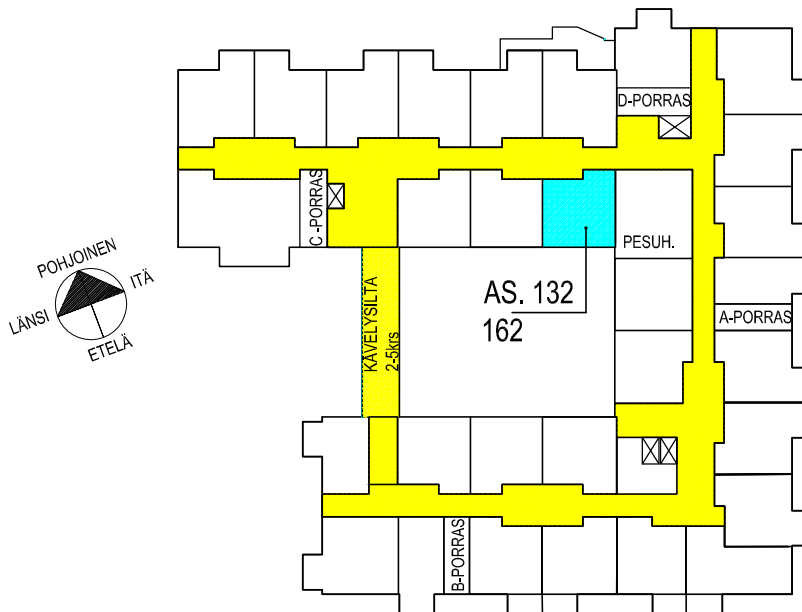 D-PORRAS
C-PORRAS
PESUH.
POHJOINEN
ITÄ
LÄNSI
ETELÄ
AS. 132
162
A-PORRAS
KÄVELYSILTA
2-5krs
B-PORRAS